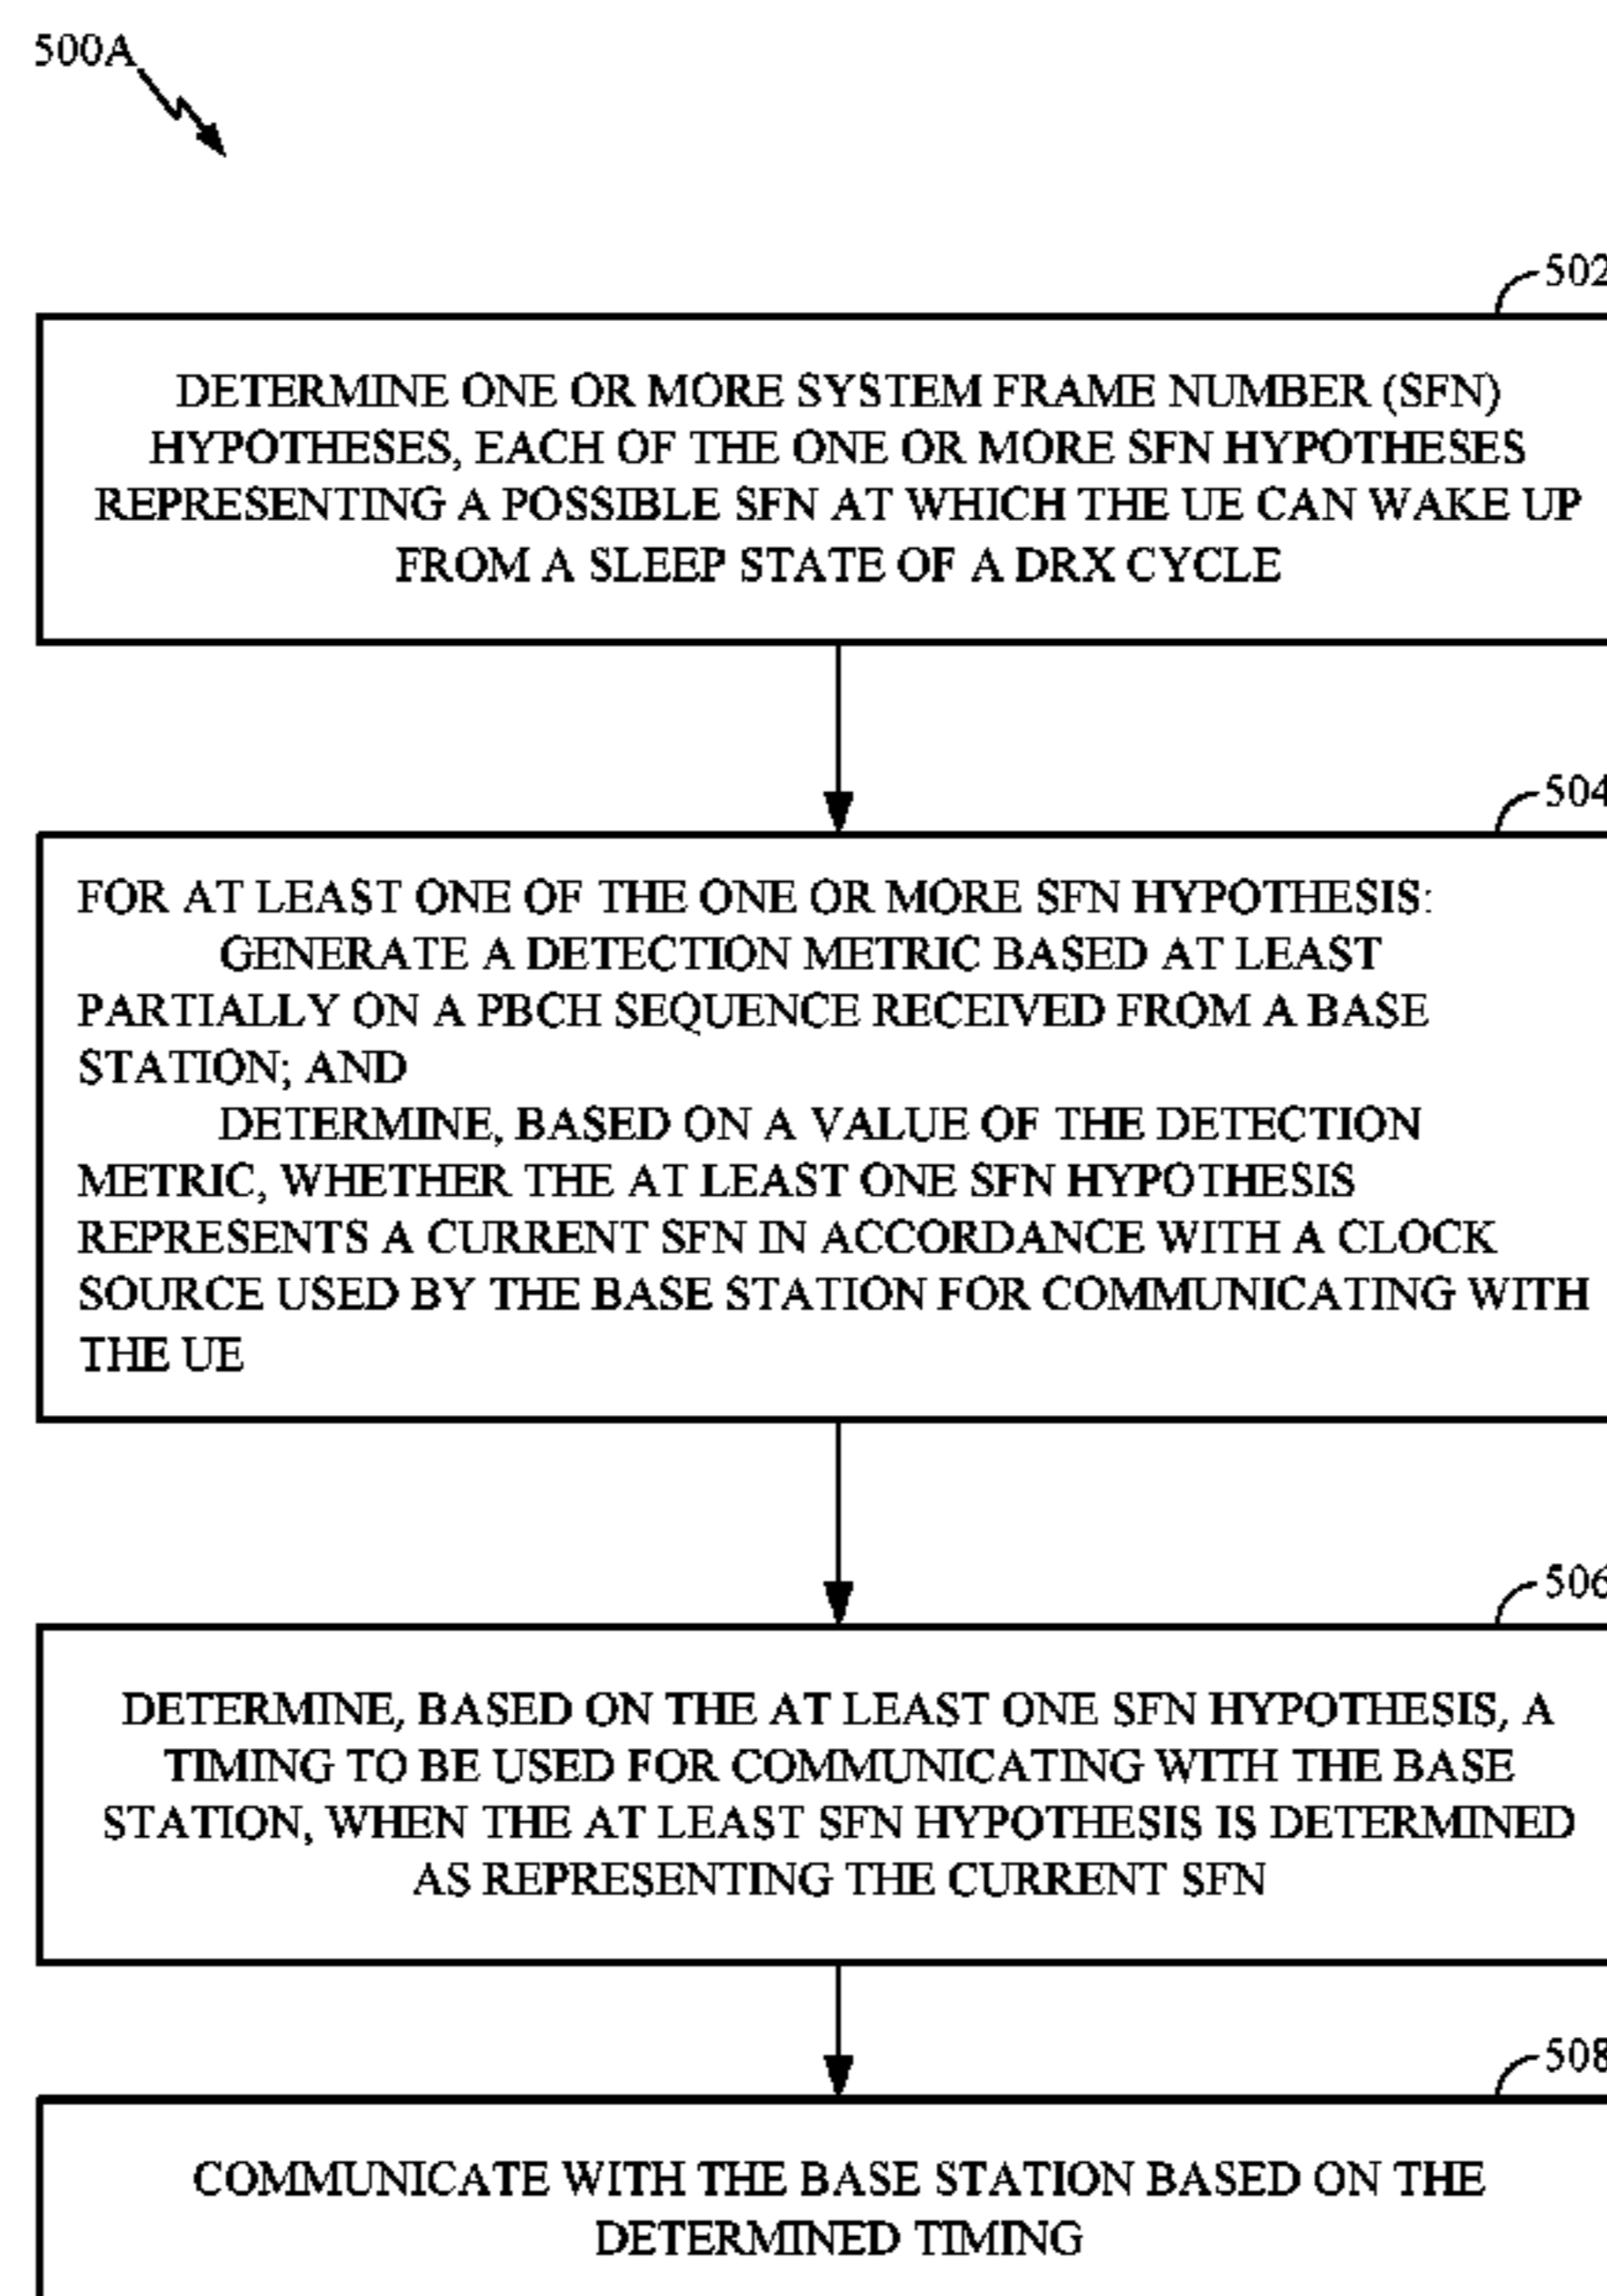 500A
502
DETERMINE ONE OR MORE SYSTEM FRAME NUMBER (SFN)
HYPOTHESES, EACH OF THE ONE OR MORE SFN HYPOTHESES
REPRESENTING A POSSIBLE SFN AT WHICH THE UE CAN WAKE UP
FROM A SLEEP STATE OF A DRX CYCLE
504
FOR AT LEAST ONE OF THE ONE OR MORE SFN HYPOTHESIS:
GENERATE A DETECTION METRIC BASED AT LEAST
PARTIALLY ON A PBCH SEQUENCE RECEIVED FROM A BASE
STATION; AND
DETERMINE, BASED ON A VALUE OF THE DETECTION
METRIC, WHETHER THE AT LEAST ONE SFN HYPOTHESIS
REPRESENTS A CURRENT SFN IN ACCORDANCE WITH A CLOCK
SOURCE USED BY THE BASE STATION FOR COMMUNICATING WITH
THE UE
506
DETERMINE, BASED ON THE AT LEAST ONE SFN HYPOTHESIS, A
TIMING TO BE USED FOR COMMUNICATING WITH THE BASE
STATION, WHEN THE AT LEAST SFN HYPOTHESIS IS DETERMINED
AS REPRESENTING THE CURRENT SFN
508
COMMUNICATE WITH THE BASE STATION BASED ON THE
DETERMINED TIMING